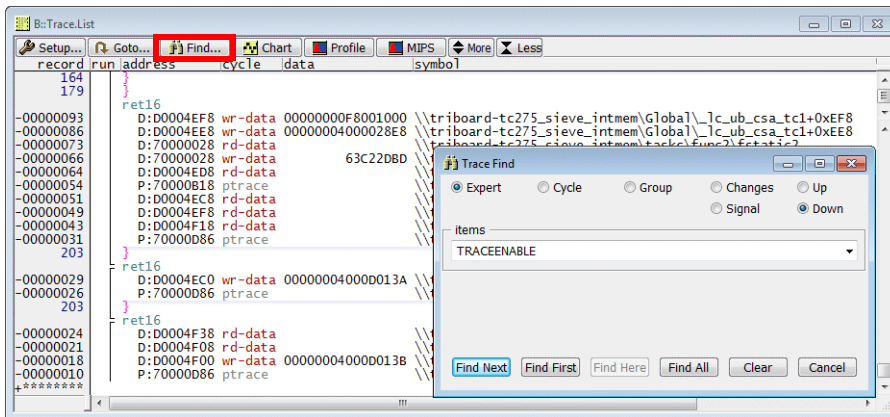 B::Trace.List
Setup... Goto... Find... Chart Profile MIPS More Less
record run address cycle data symbol
164 }
179 }
ret16
-00000093 D:D0004EF8 wr-data 00000000F8001000 \\triboard-tc275_sieve_intmem\Global\_lc_ub_csa_tc1+0xEF8
-00000086 D:D0004EE8 wr-data 00000004000028E8 \\triboard-tc275_sieve_intmem\Global\_lc_ub_csa_tc1+0xEE8
-00000073 D:70000028 rd-data \\triboard-tc275_sieve_intmem\tasks\func2\fstatic2
-00000066 D:70000028 wr-data 63C22DBD \\
-00000064 D:D0004ED8 rd-data \\
-00000054 P:70000B18 ptrace \\
-00000051 D:D0004EC8 rd-data \\
-00000049 D:D0004EF8 rd-data \\
-00000043 D:D0004F18 rd-data \\
-00000031 P:70000D86 ptrace \\
203 }
ret16
-00000029 D:D0004EC0 wr-data 00000004000D013A \\
-00000026 P:70000D86 ptrace \\
203 }
ret16
-00000024 D:D0004F38 rd-data \\
-00000021 D:D0004F08 rd-data \\
-00000018 D:D0004F00 wr-data 00000004000D013B \\
-00000010 P:70000D86 ptrace \\
+********
Trace Find
Expert Cycle Group Changes Up
Signal Down
items
TRACEENABLE
Find Next Find First Find Here Find All Clear Cancel